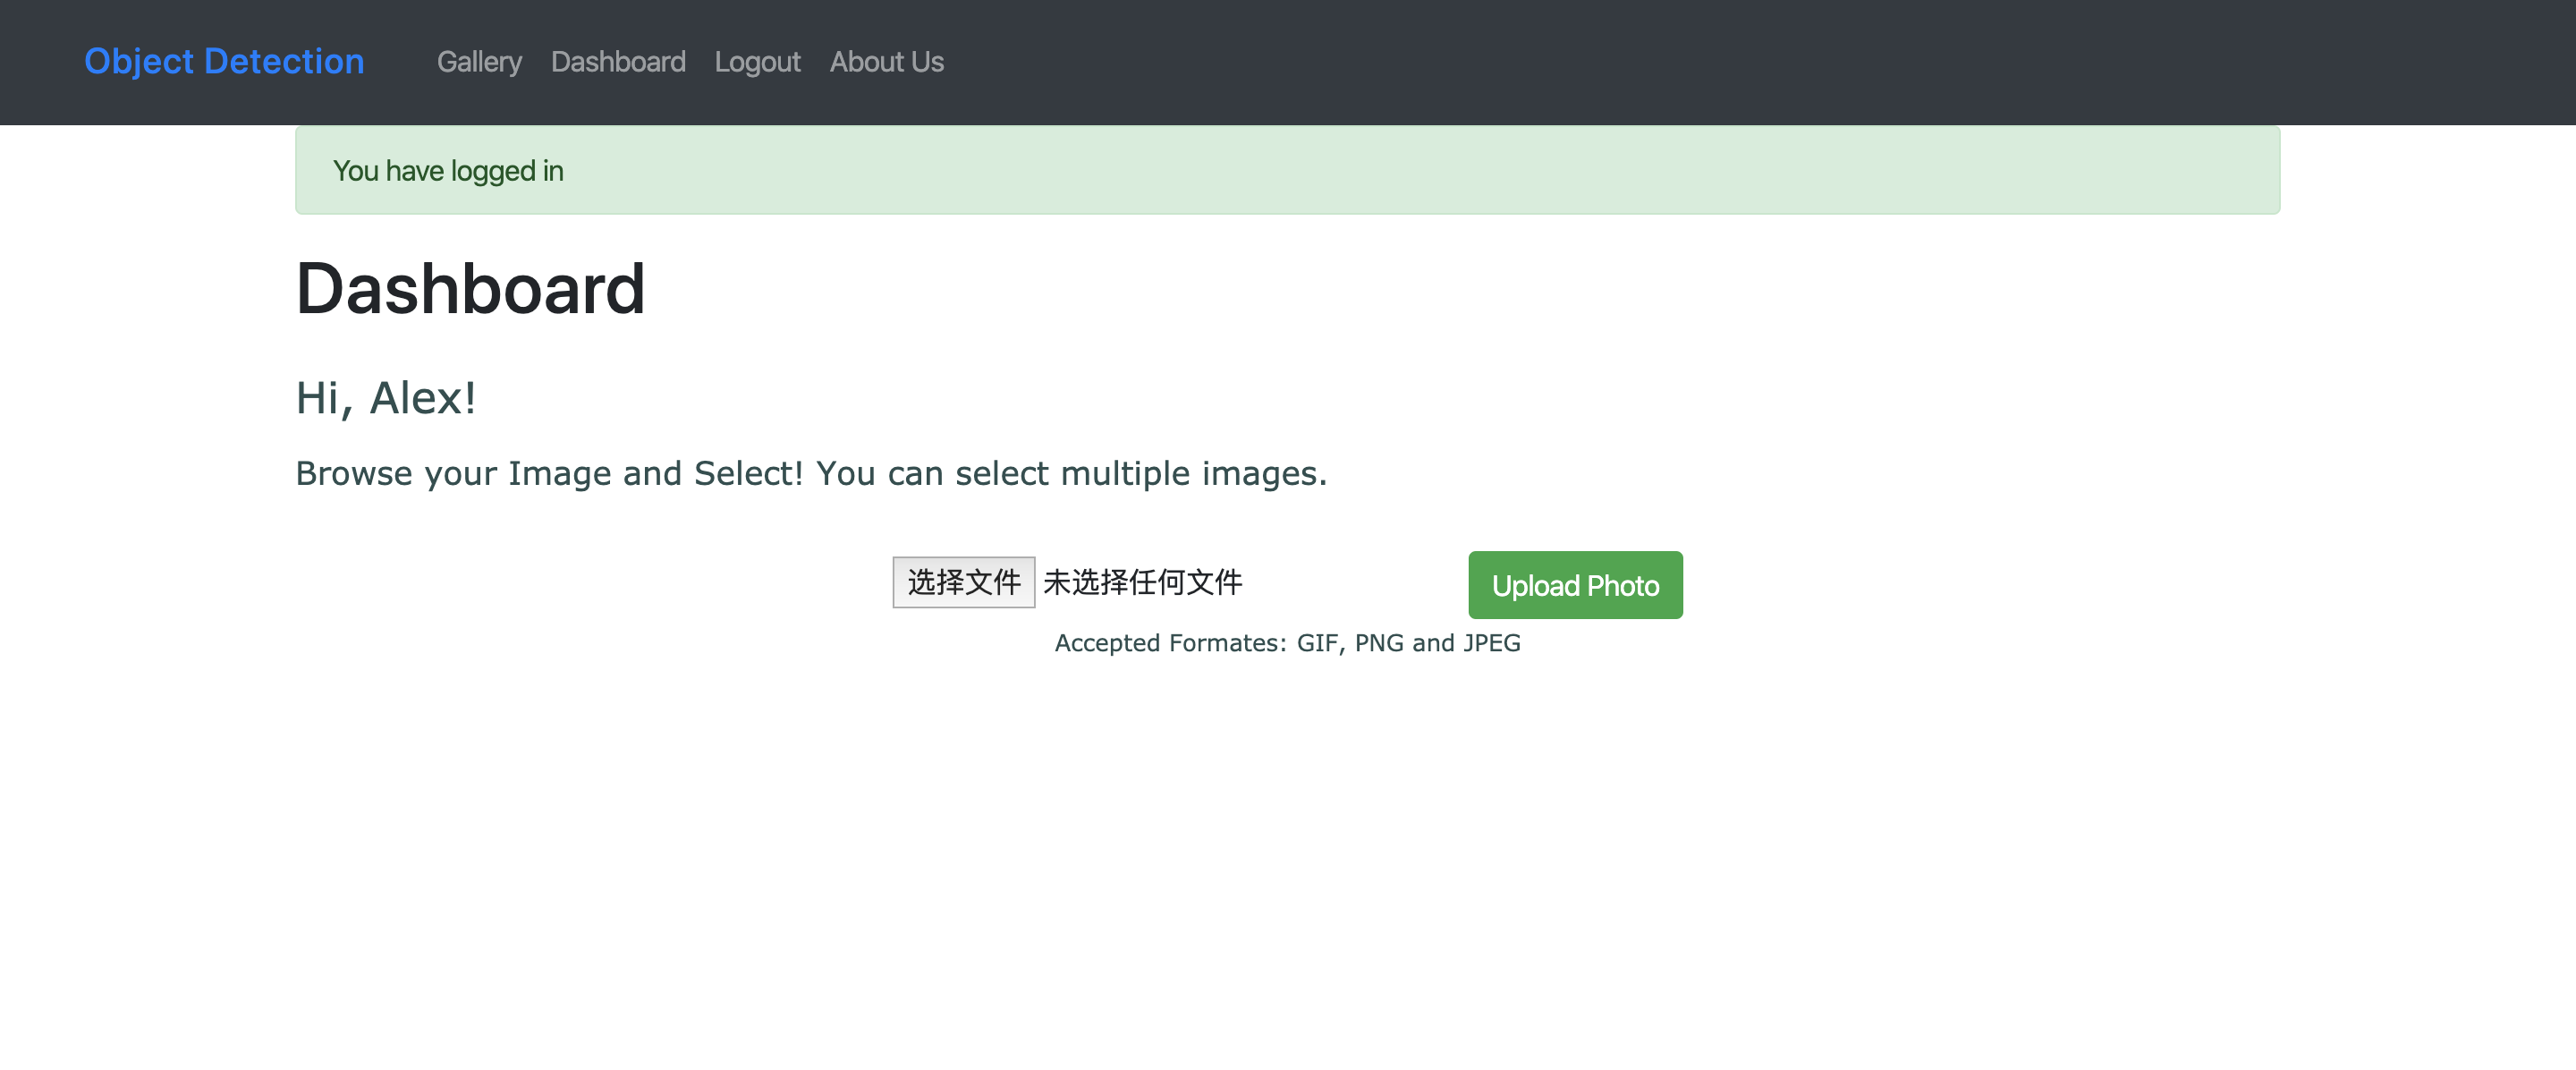 Object Detection Gallery Dashboard Logout About Us
You have logged in
Dashboard
Hi, Alex!
Browse your Image and Select! You can select multiple images.
选择文件 未选择任何文件 Upload Photo
Accepted Formates: GIF, PNG and JPEG